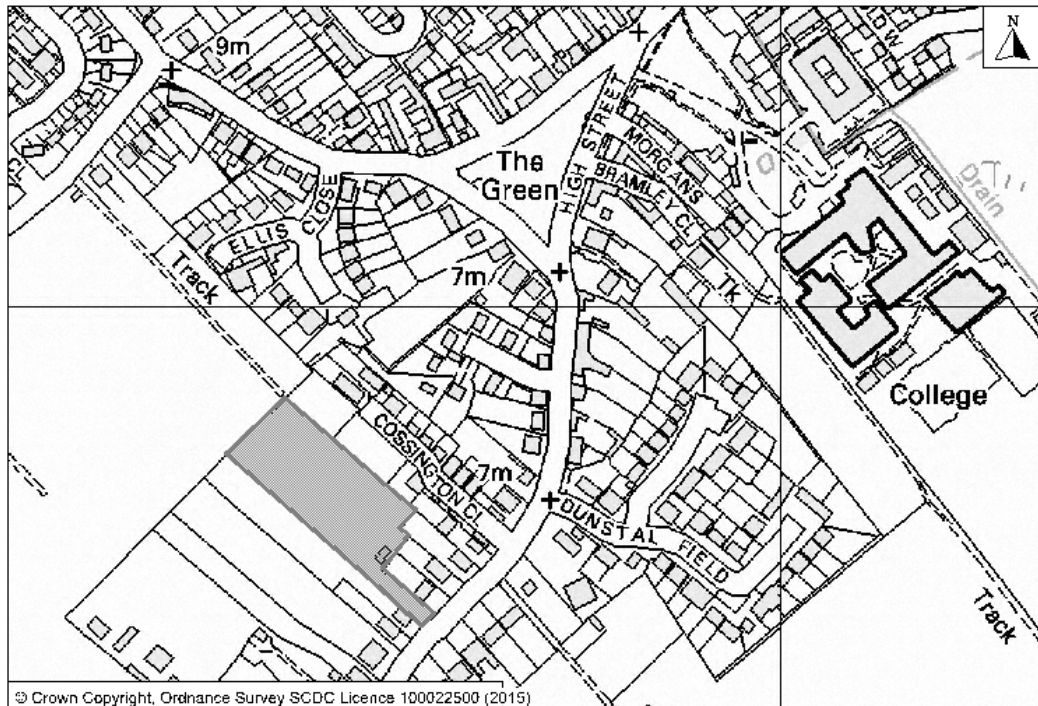 N
9m
The
Green
HIGH STREET
MORGANS
BRAMLEY CL
Tk
Drain
ELLIS
CLOSE
Track
7m
College
COSSINGTON CL
7m
DUNSTAL
FIELD
Track
© Crown Copyright, Ordnance Survey SCDC Licence 100022500 (2015)